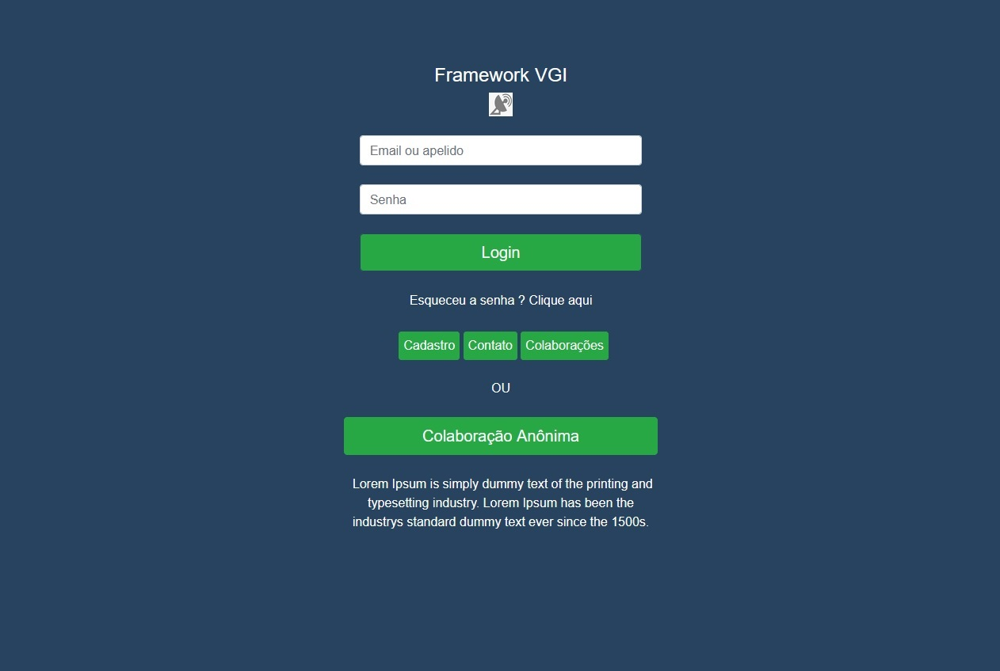 Framework VGI
Email ou apelido
Senha
Login
Esqueceu a senha ? Clique aqui
Cadastro Contato Colaborações
OU
Colaboração Anônima
Lorem Ipsum is simply dummy text of the printing and
typesetting industry. Lorem Ipsum has been the
industrys standard dummy text ever since the 1500s.